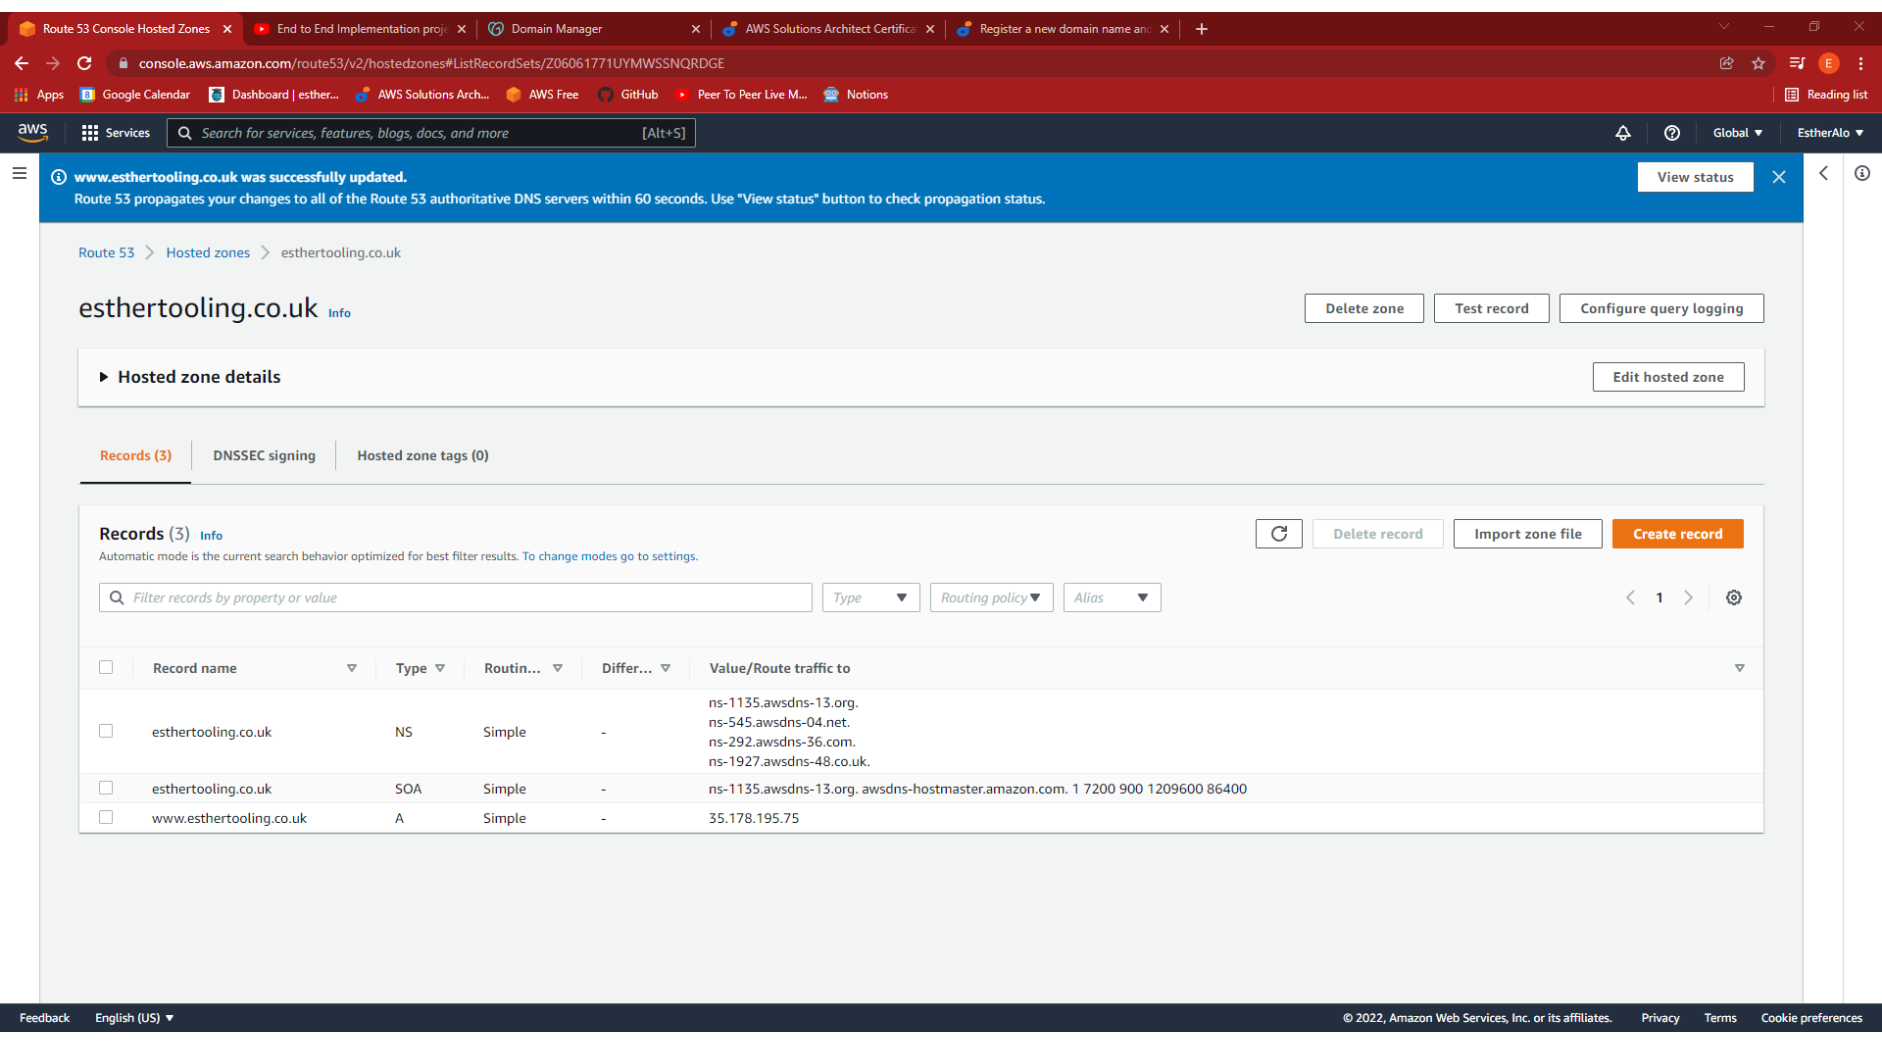 Route 53 Console Hosted Zones
End to End Implementation proje
Domain Manager
AWS Solutions Architect Certifica
Register a new domain name and
console.aws.amazon.com/route53/v2/hostedzones#ListRecordSets/Z06061771UYMWSSNQRDGE
E
Apps
8
Google Calendar
Dashboard | esther...
AWS Solutions Arch...
AWS Free
GitHub
Peer To Peer Live M...
Notions
Reading list
aws
Services
Search for services, features, blogs, docs, and more
[Alt+S]
Global
EstherAlo
www.esthertooling.co.uk was successfully updated.
Route 53 propagates your changes to all of the Route 53 authoritative DNS servers within 60 seconds. Use "View status" button to check propagation status.
View status
Route 53
Hosted zones
esthertooling.co.uk
esthertooling.co.uk Info
Delete zone
Test record
Configure query logging
Hosted zone details
Edit hosted zone
Records (3)
DNSSEC signing
Hosted zone tags (0)
Records (3) Info
Automatic mode is the current search behavior optimized for best filter results. To change modes go to settings.
Delete record
Import zone file
Create record
Filter records by property or value
Type
Routing policy
Alias
1
Record name
Type
Routin...
Differ...
Value/Route traffic to
esthertooling.co.uk
NS
Simple
-
ns-1135.awsdns-13.org.
ns-545.awsdns-04.net.
ns-292.awsdns-36.com.
ns-1927.awsdns-48.co.uk.
esthertooling.co.uk
SOA
Simple
-
ns-1135.awsdns-13.org. awsdns-hostmaster.amazon.com. 1 7200 900 1209600 86400
www.esthertooling.co.uk
A
Simple
-
35.178.195.75
Feedback
English (US)
© 2022, Amazon Web Services, Inc. or its affiliates.
Privacy
Terms
Cookie preferences